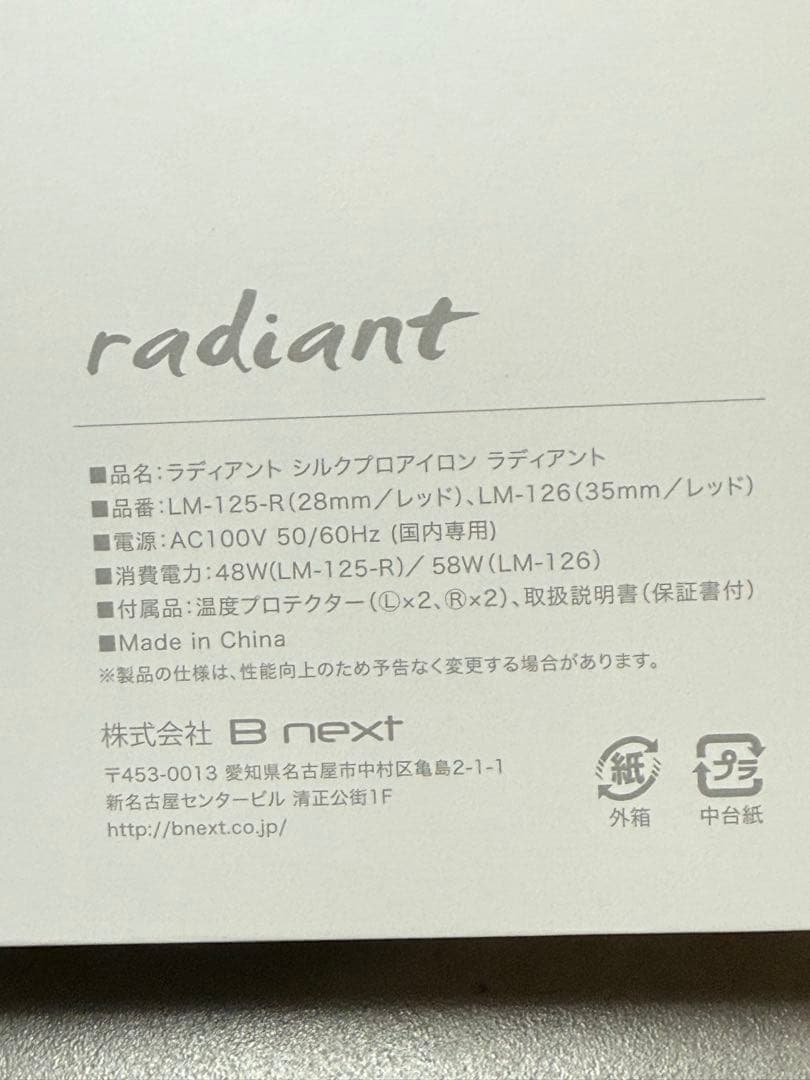 radiant
■品名:ラディアント シルクプロアイロン ラディアント
■品番:LM-125-R(28mm/レッド)、LM-126(35mm/レッド)
■電源:AC100V 50/60Hz (国内専用)
■消費電力:48W(LM-125-R)/ 58W(LM-126)
■付属品:温度プロテクター(Ⓛ×2、Ⓡ×2)、取扱説明書(保証書付)
■Made in China
※製品の仕様は、性能向上のため予告なく変更する場合があります。
株式会社 B next
〒453-0013 愛知県名古屋市中村区亀島2-1-1
新名古屋センタービル 清正公街1F
http://bnext.co.jp/
紙 プラ
外箱 中台紙